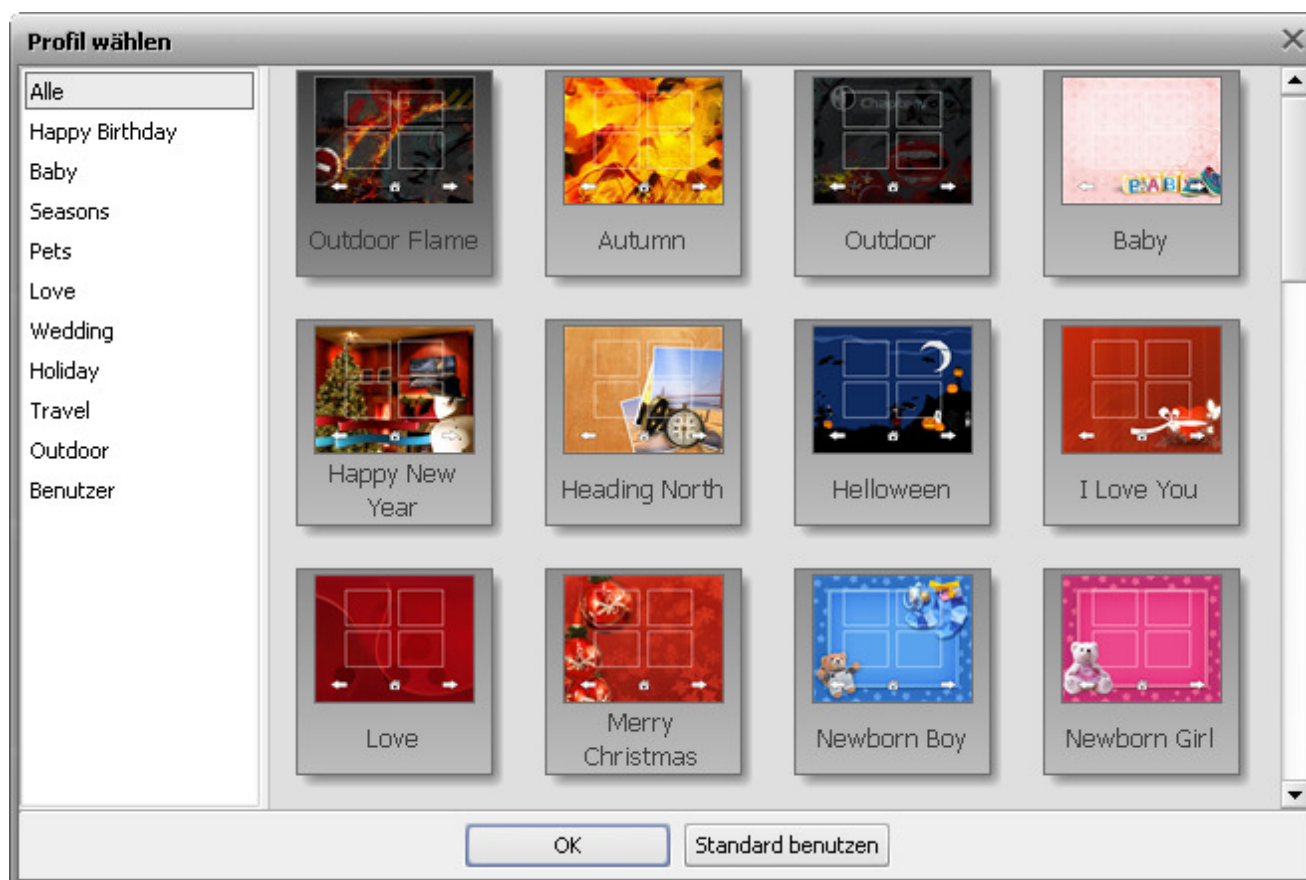 Profil wählen
Alle
Happy Birthday
Baby
Seasons
Pets
Love
Wedding
Holiday
Travel
Outdoor
Benutzer
Outdoor Flame
Autumn
Outdoor
Baby
Happy New
Year
Heading North
Helloween
I Love You
Love
Merry
Christmas
Newborn Boy
Newborn Girl
OK
Standard benutzen